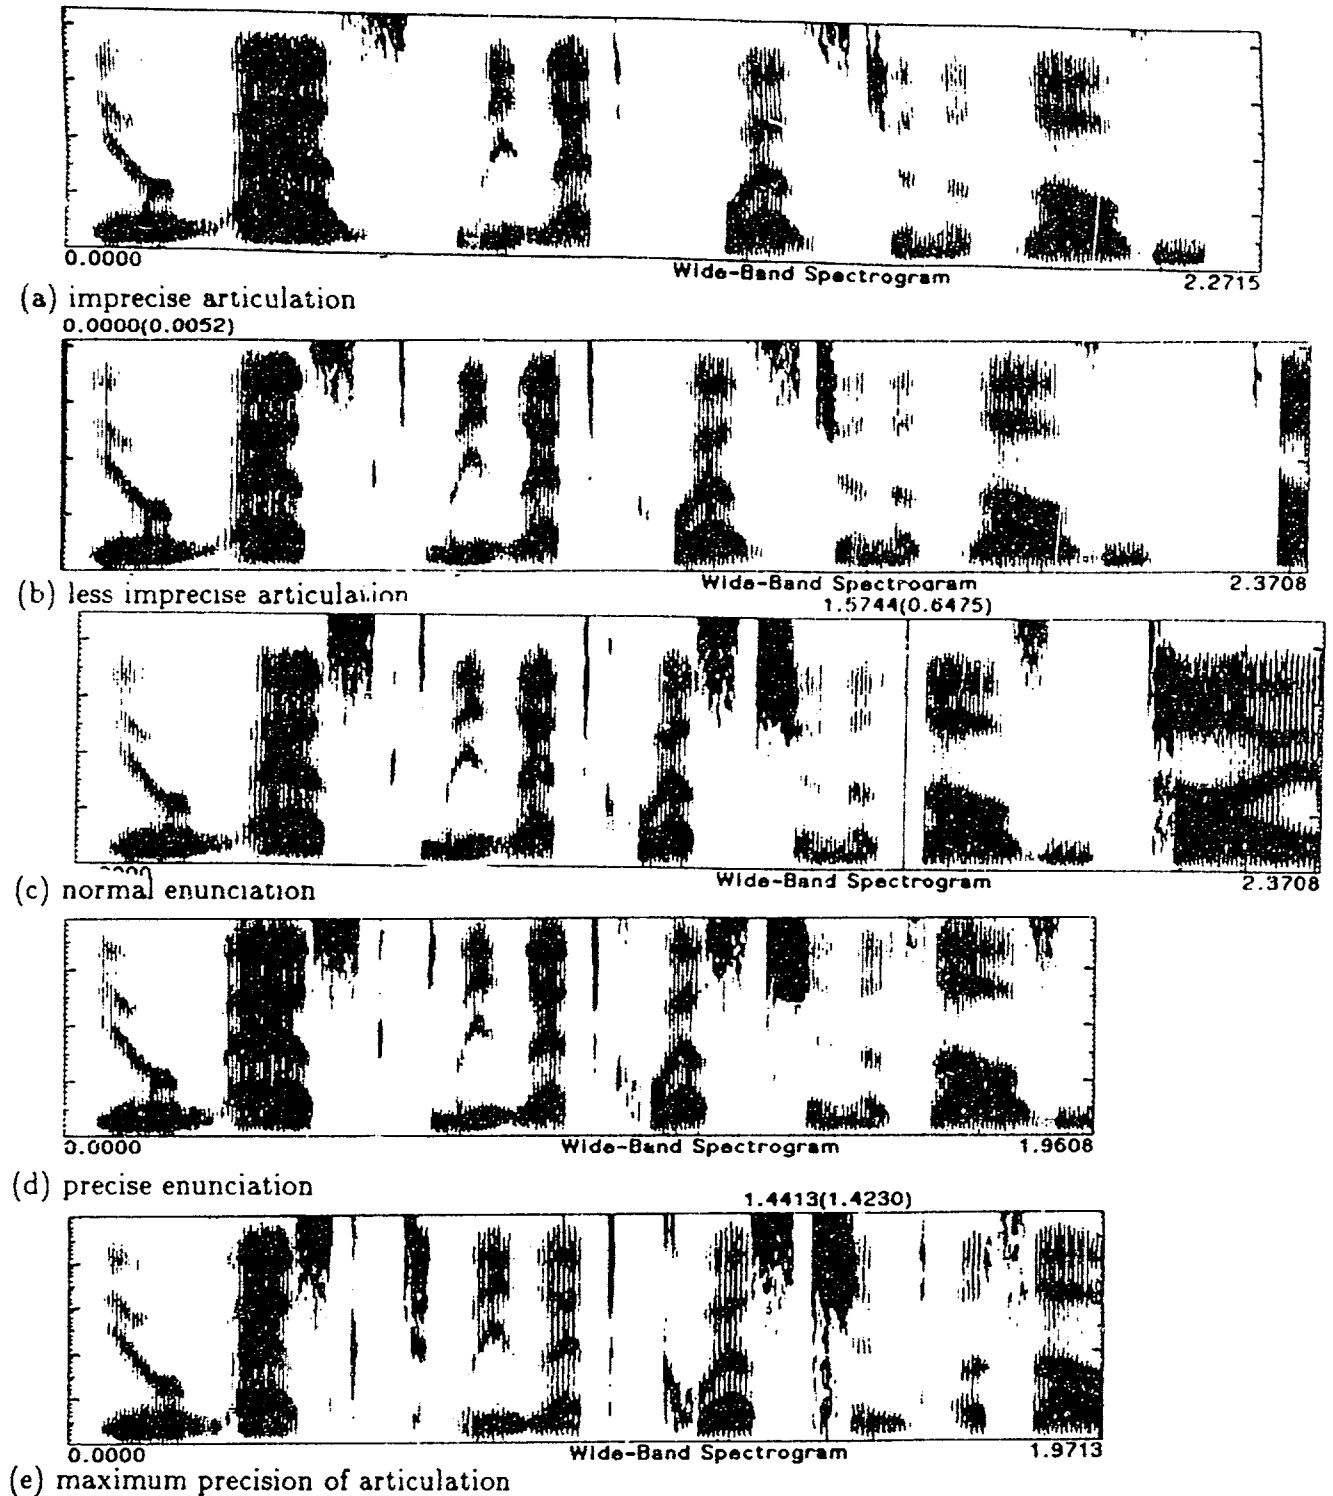 0.0000
Wide-Band Spectrogram
2.2715
(a) imprecise articulation
0.0000(0.0052)
Wide-Band Spectrogram
2.3708
(b) less imprecise articulation
1.5744(0.6475)
Wide-Band Spectrogram
2.3708
(c) normal enunciation
0.0000
Wide-Band Spectrogram
1.9608
(d) precise enunciation
1.4413(1.4230)
0.0000
Wide-Band Spectrogram
1.9713
(e) maximum precision of articulation